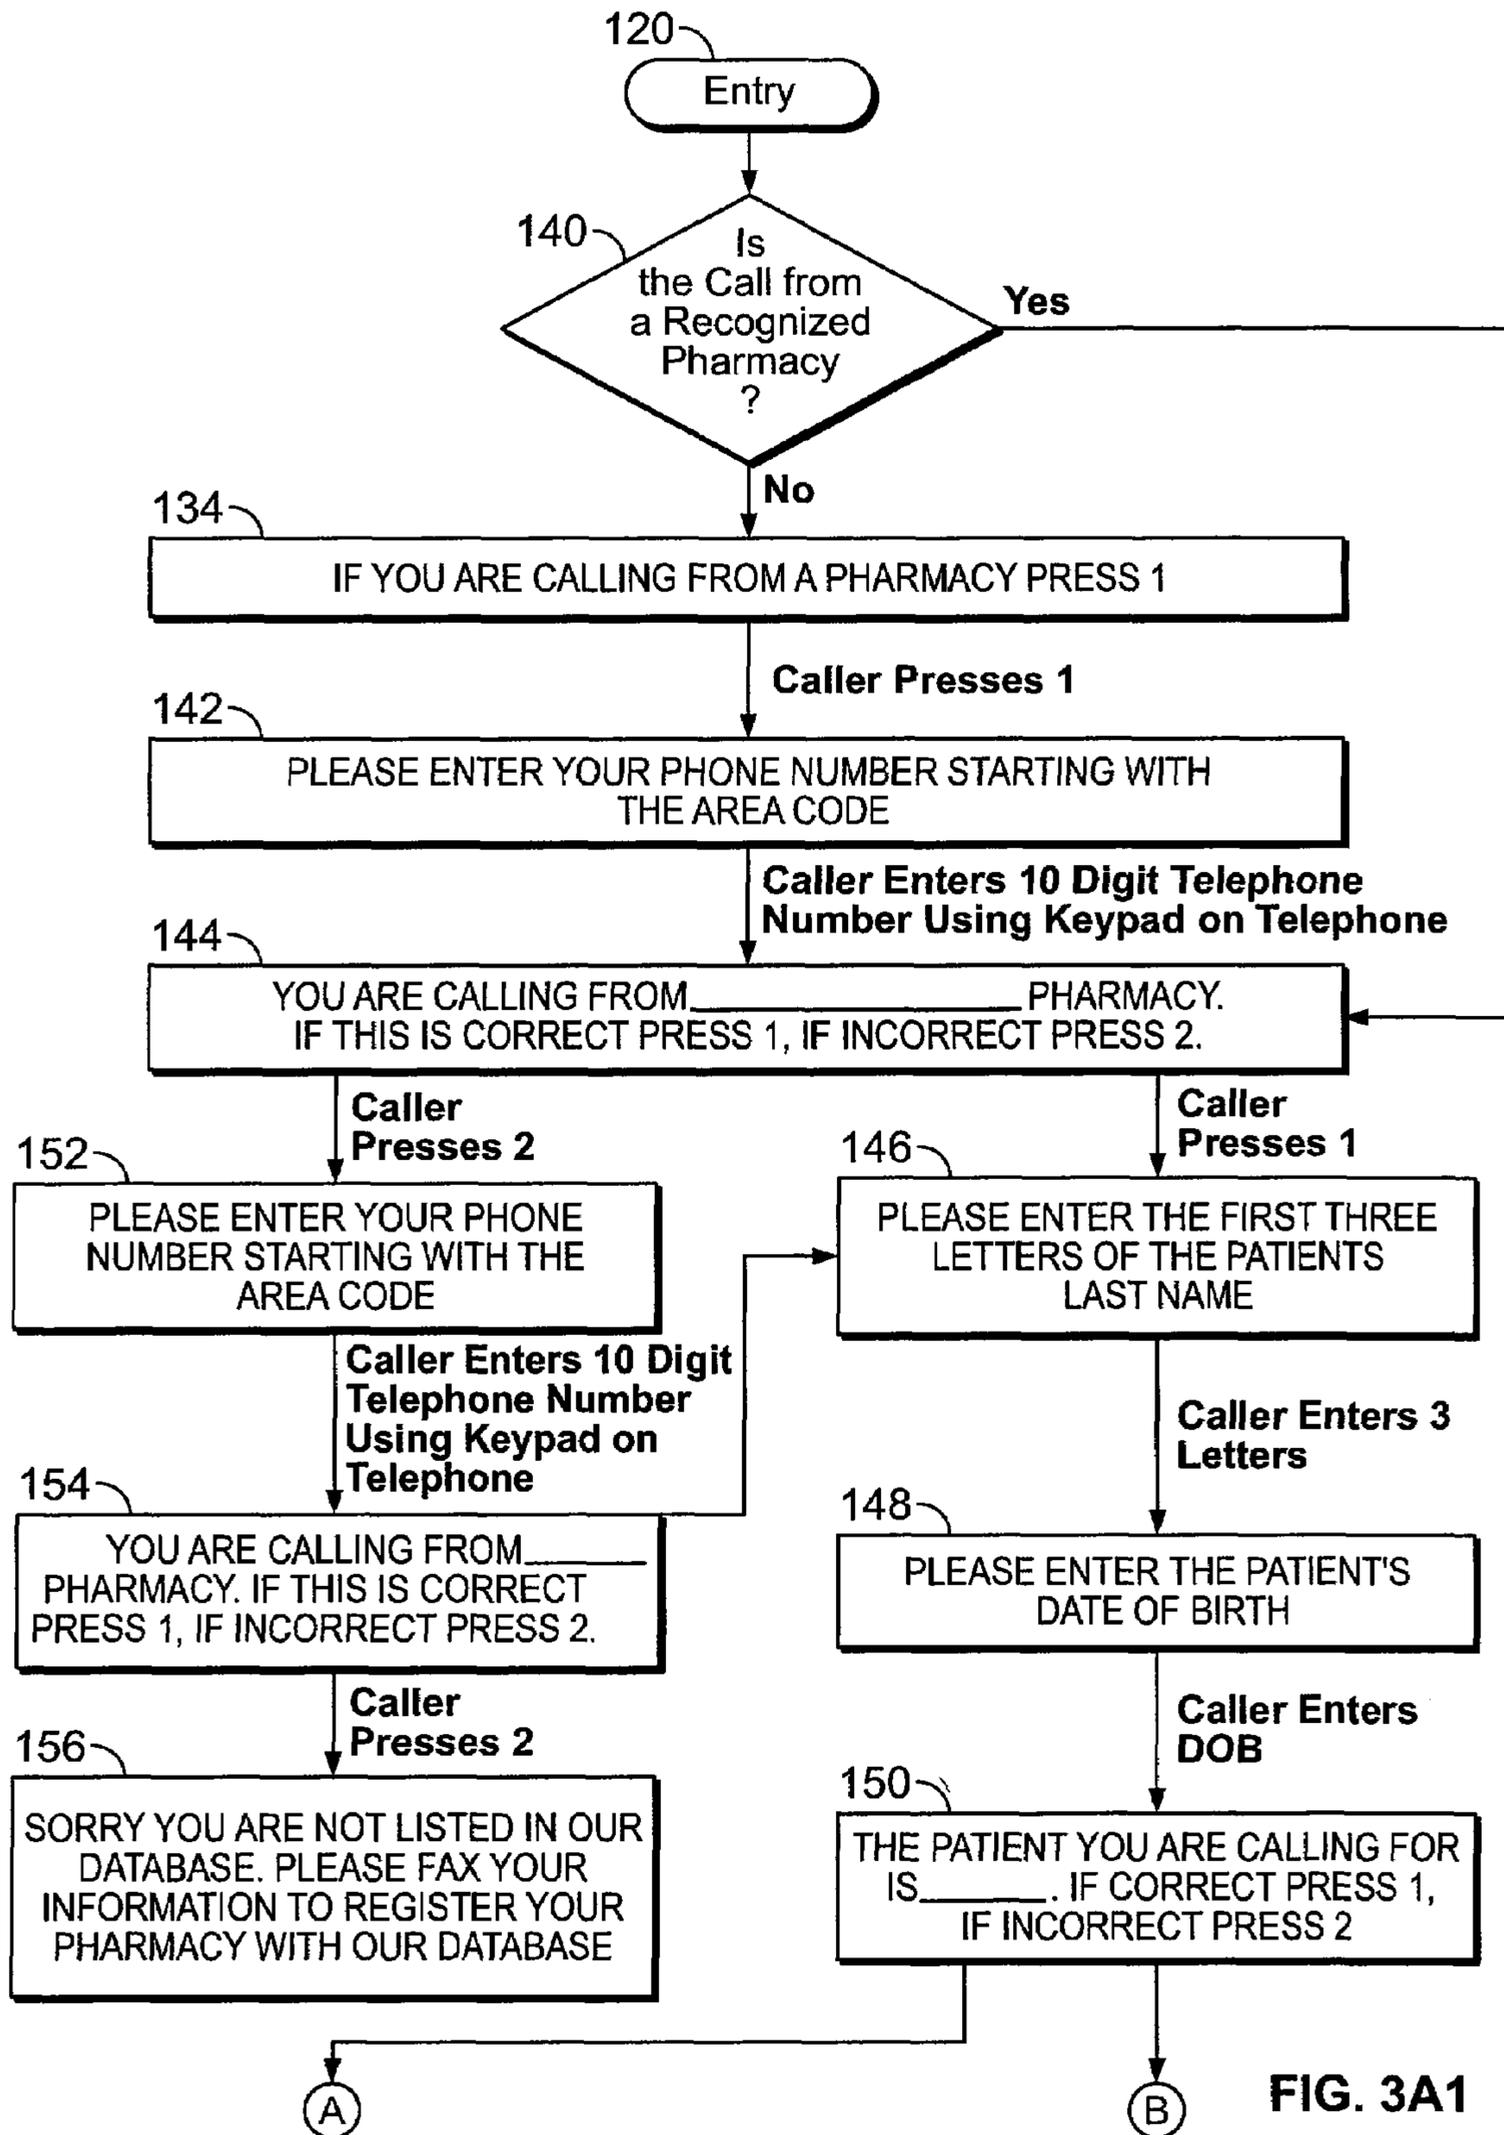 120
Entry
140
Is
the Call from
a Recognized
Pharmacy
?
Yes
No
134
IF YOU ARE CALLING FROM A PHARMACY PRESS 1
Caller Presses 1
142
PLEASE ENTER YOUR PHONE NUMBER STARTING WITH
THE AREA CODE
Caller Enters 10 Digit Telephone
Number Using Keypad on Telephone
144
YOU ARE CALLING FROM____________________PHARMACY.
IF THIS IS CORRECT PRESS 1, IF INCORRECT PRESS 2.
Caller
Presses 2
152
PLEASE ENTER YOUR PHONE
NUMBER STARTING WITH THE
AREA CODE
Caller Enters 10 Digit
Telephone Number
Using Keypad on
Telephone
154
YOU ARE CALLING FROM_______
PHARMACY. IF THIS IS CORRECT
PRESS 1, IF INCORRECT PRESS 2.
Caller
Presses 2
156
SORRY YOU ARE NOT LISTED IN OUR
DATABASE. PLEASE FAX YOUR
INFORMATION TO REGISTER YOUR
PHARMACY WITH OUR DATABASE
Caller
Presses 1
146
PLEASE ENTER THE FIRST THREE
LETTERS OF THE PATIENTS
LAST NAME
Caller Enters 3
Letters
148
PLEASE ENTER THE PATIENT'S
DATE OF BIRTH
Caller Enters
DOB
150
THE PATIENT YOU ARE CALLING FOR
IS_______. IF CORRECT PRESS 1,
IF INCORRECT PRESS 2
A
B
FIG. 3A1